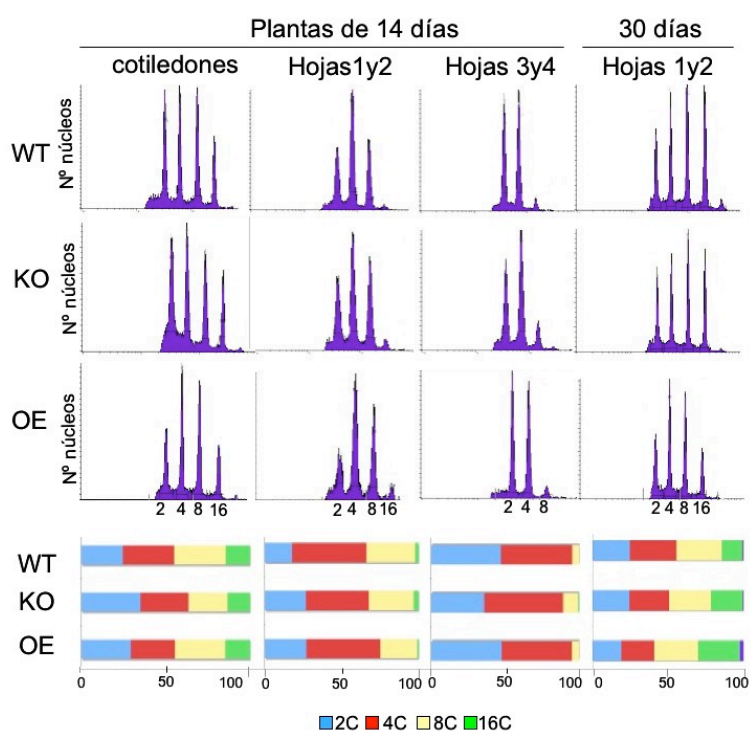 Plantas de 14 días 30 días
cotiledones Hojas1y2 Hojas 3y4 Hojas 1y2
WT
Nº núcleos
KO
Nº núcleos
OE
Nº núcleos
2 4 8 16 2 4 8 16 2 4 8 2 4 8 16
WT
KO
OE
0 50 100 0 50 100 0 50 100 0 50 100
2C 4C 8C 16C